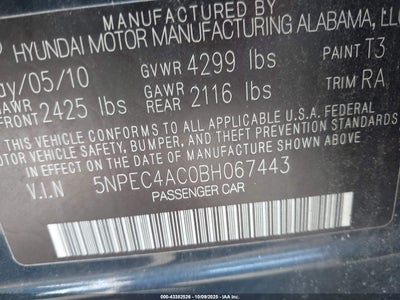 MANUFACTURED BY
HYUNDAI MOTOR MANUFACTURING ALABAMA, LLC
May/05/10 GVWR 4299 lbs PAINT T3
GAWR FRONT 2425 lbs GAWR REAR 2116 lbs TRIM RA
THIS VEHICLE CONFORMS TO ALL APPLICABLE U.S.A FEDERAL
MOTOR VEHICLE SAFETY, BUMPER, AND THEFT PREVENTION
STANDARDS IN EFFECT ON THE DATE OF MANUFACTURE SHOWN ABOVE.
V.I.N 5NPEC4AC0BH067443
PASSENGER CAR
000-43382526 - 10/09/2025 - IAA Inc.